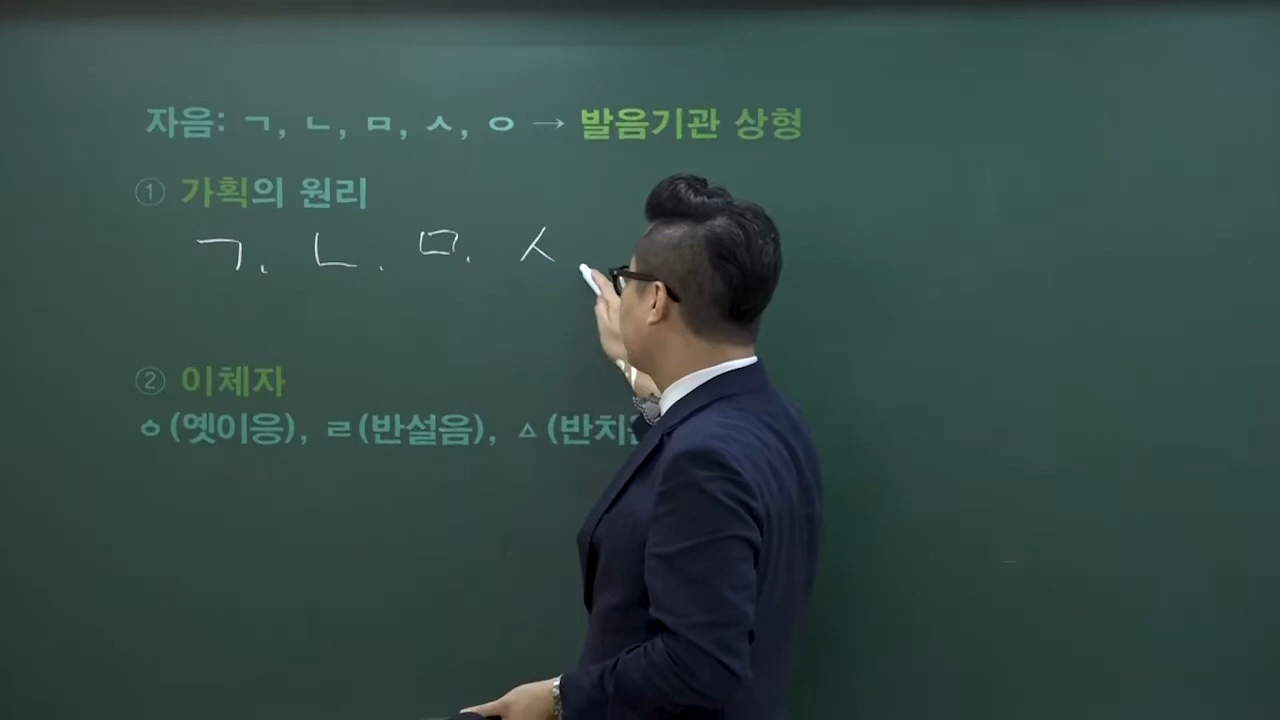 자음: ㄱ, ㄴ, ㅁ, ㅅ, ㅇ → 발음기관 상형
① 가획의 원리
ㄱ. ㄴ. ㅁ. ㅅ
② 이체자
ㆁ(옛이응), ㄹ(반설음), ㅿ(반치